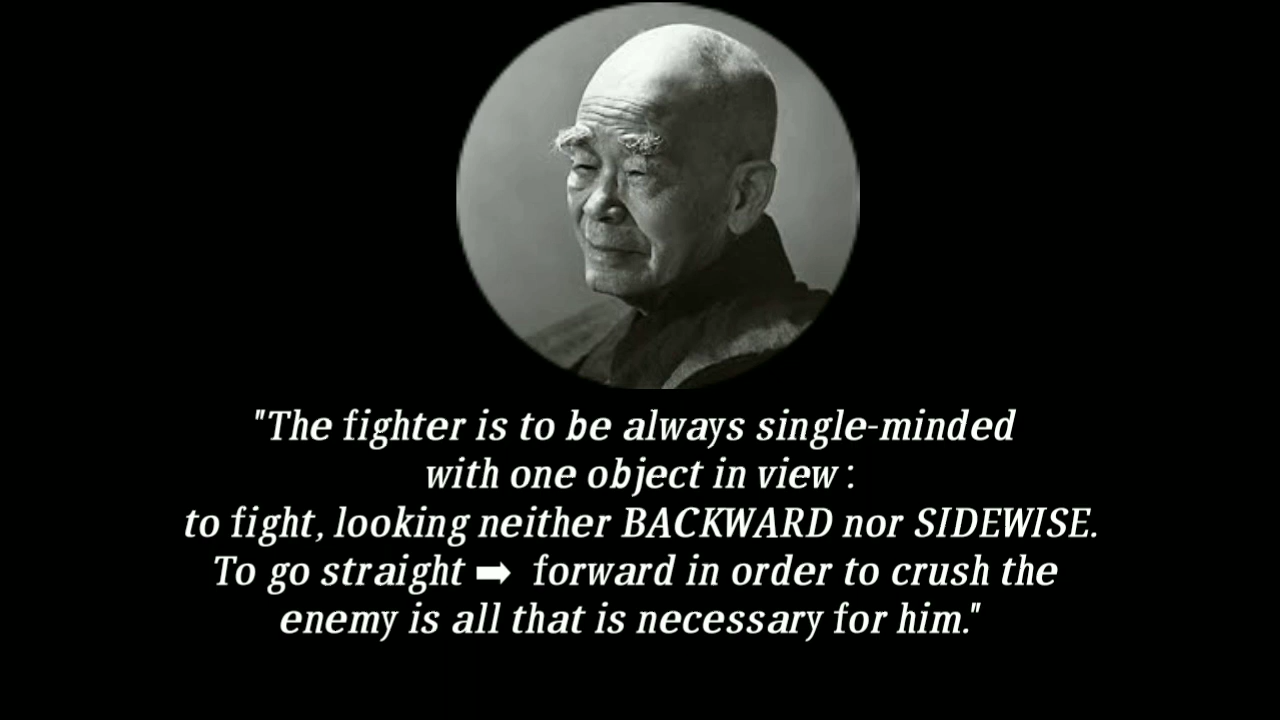 "The fighter is to be always single-minded
with one object in view :
to fight, looking neither BACKWARD nor SIDEWISE.
To go straight ➡ forward in order to crush the
enemy is all that is necessary for him."